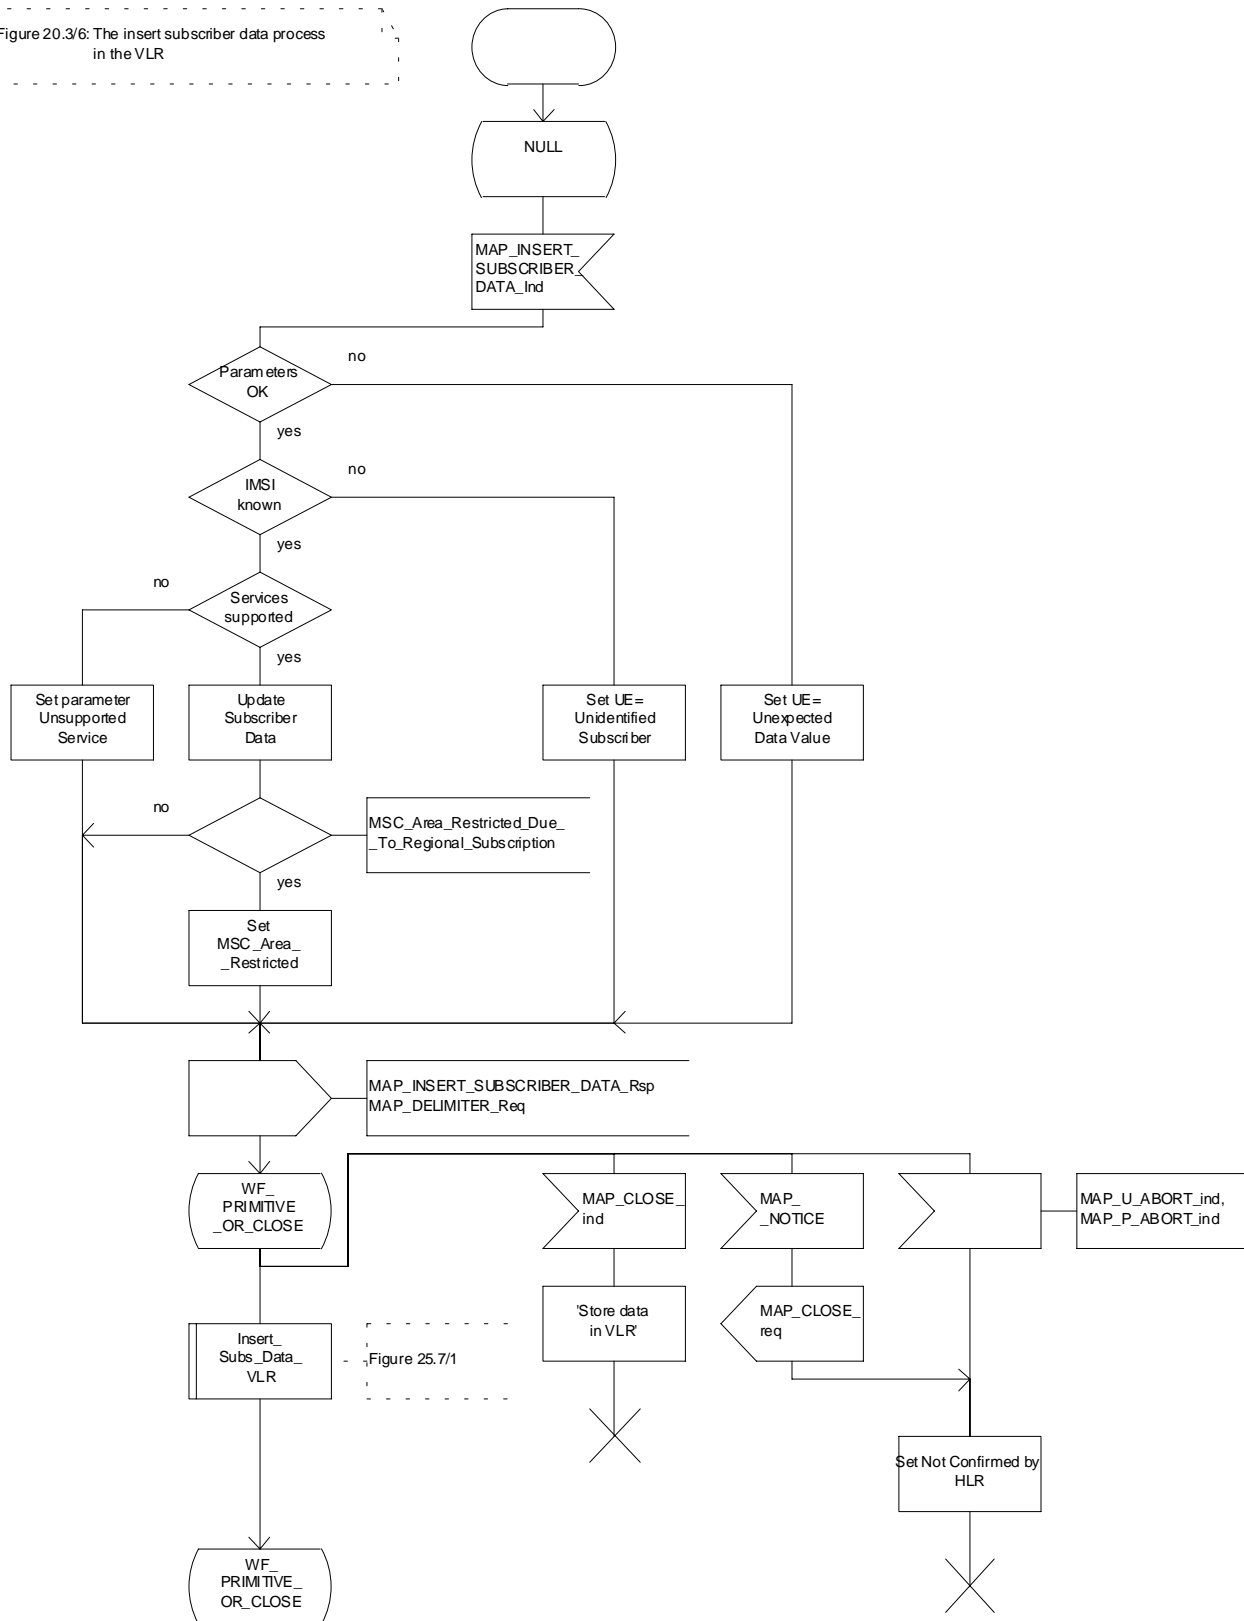 Figure 20.3/6: The insert subscriber data process
in the VLR
NULL
MAP_INSERT_
SUBSCRIBER_
DATA_Ind
no
Parameters
OK
yes
no
IMSI
known
yes
no
Services
supported
yes
Set parameter
Unsupported
Service
Update
Subscriber
Data
Set UE=
Unidentified
Subscriber
Set UE=
Unexpected
Data Value
no
MSC_Area_Restricted_Due_
_To_Regional_Subscription
yes
Set
MSC_Area_
_Restricted
MAP_INSERT_SUBSCRIBER_DATA_Rsp
MAP_DELIMITER_Req
WF_
PRIMITIVE
_OR_CLOSE
MAP_CLOSE_
ind
MAP_
_NOTICE
MAP_U_ABORT_ind,
MAP_P_ABORT_ind
'Store data
in VLR'
MAP_CLOSE_
req
Insert_
Subs_Data_
VLR
Figure 25.7/1
Set Not Confirmed by
HLR
WF_
PRIMITIVE_
OR_CLOSE